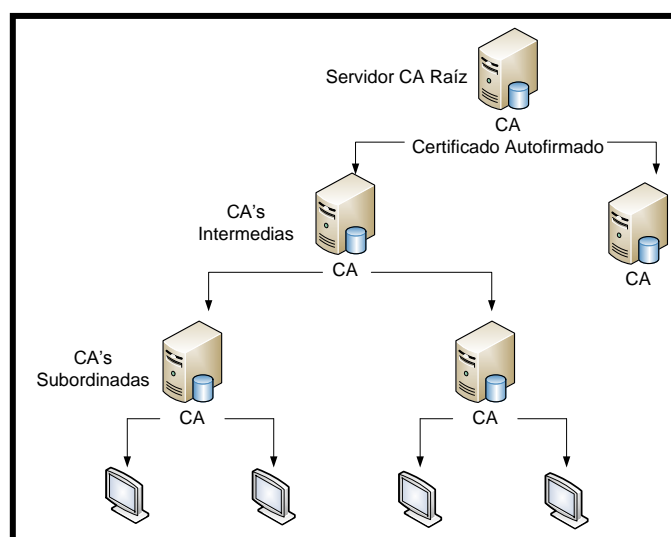 Servidor CA Raíz
CA
Certificado Autofirmado
CA's
Intermedias
CA
CA
CA's
Subordinadas
CA
CA